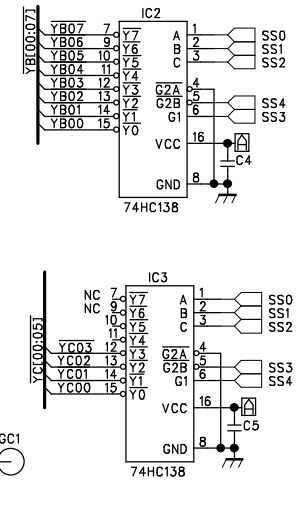 IC2
YB[00:07]
YB07 7 Y7 A 1 SS0
YB06 9 Y6 B 2 SS1
YB05 10 Y5 C 3 SS2
YB04 11 Y4
YB03 12 Y3 G2A 4
YB02 13 Y2 G2B 5 SS4
YB01 14 Y1 G1 6 SS3
YB00 15 Y0
VCC 16 A
C4
GND 8
74HC138
IC3
YC[00:05]
NC 7 Y7 A 1 SS0
NC 9 Y6 B 2 SS1
10 Y5 C 3 SS2
11 Y4
YC03 12 Y3 G2A 4
YC02 13 Y2 G2B 5 SS3
YC01 14 Y1 G1 6 SS4
YC00 15 Y0
VCC 16 A
C5
GC1
GND 8
74HC138